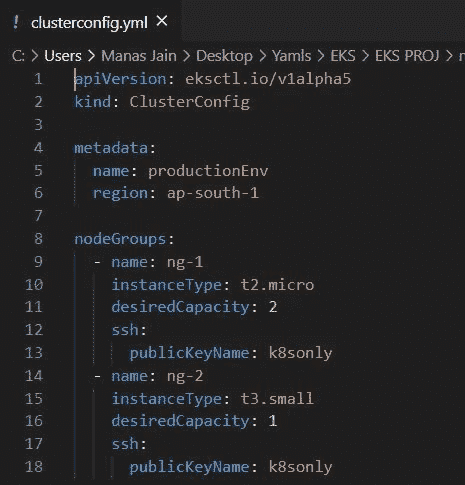 ! clusterconfig.yml ×
C: > Users > Manas Jain > Desktop > Yamls > EKS > EKS PROJ >
1 apiVersion: eksctl.io/v1alpha5
2 kind: ClusterConfig
3
4 metadata:
5 name: productionEnv
6 region: ap-south-1
7
8 nodeGroups:
9 - name: ng-1
10 instanceType: t2.micro
11 desiredCapacity: 2
12 ssh:
13 publicKeyName: k8sonly
14 - name: ng-2
15 instanceType: t3.small
16 desiredCapacity: 1
17 ssh:
18 publicKeyName: k8sonly